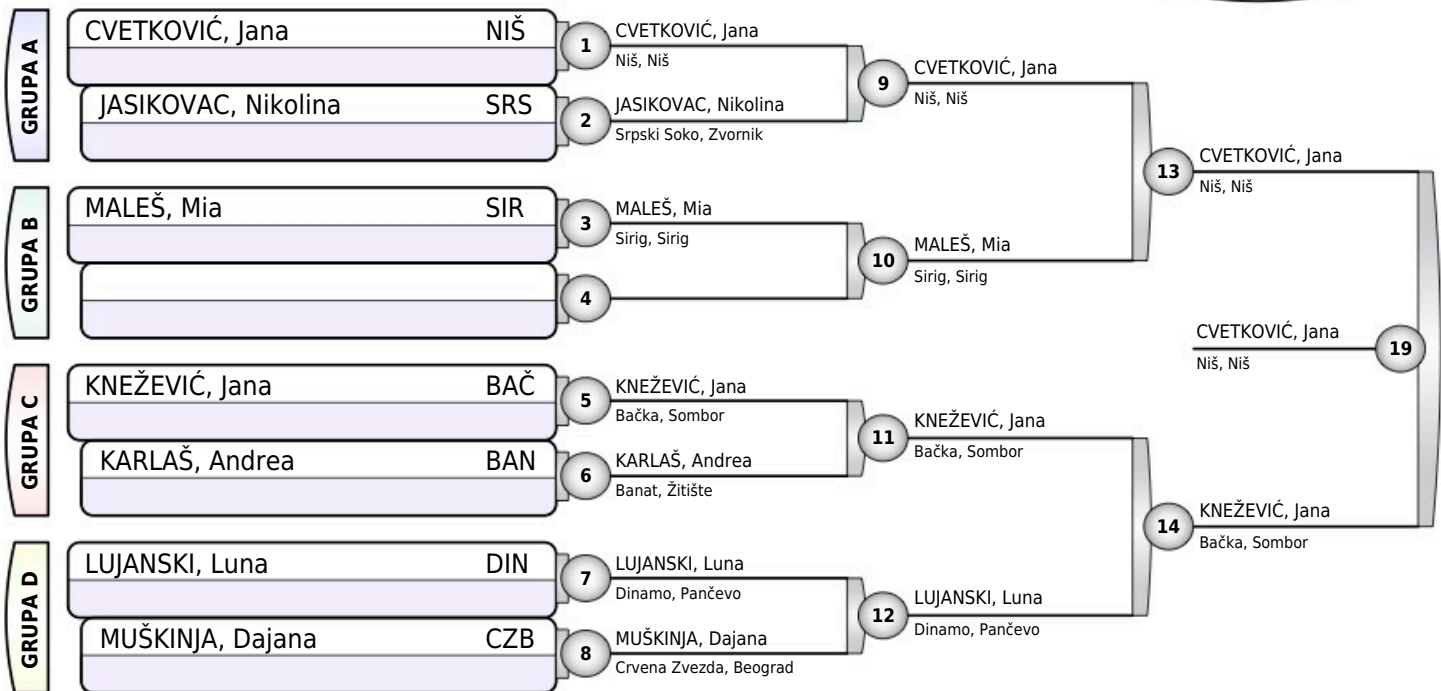 GRUPA A
CVETKOVIĆ, Jana NIŠ
JASIKOVAC, Nikolina SRS
1
CVETKOVIĆ, Jana
Niš, Niš
2
JASIKOVAC, Nikolina
Srpski Soko, Zvornik
9
CVETKOVIĆ, Jana
Niš, Niš
GRUPA B
MALEŠ, Mia SIR
3
MALEŠ, Mia
Sirig, Sirig
4
10
MALEŠ, Mia
Sirig, Sirig
13
CVETKOVIĆ, Jana
Niš, Niš
GRUPA C
KNEŽEVIĆ, Jana BAČ
KARLAŠ, Andrea BAN
5
KNEŽEVIĆ, Jana
Bačka, Sombor
6
KARLAŠ, Andrea
Banat, Žitište
11
KNEŽEVIĆ, Jana
Bačka, Sombor
GRUPA D
LUJANSKI, Luna DIN
MUŠKINJA, Dajana CZB
7
LUJANSKI, Luna
Dinamo, Pančevo
8
MUŠKINJA, Dajana
Crvena Zvezda, Beograd
12
LUJANSKI, Luna
Dinamo, Pančevo
14
KNEŽEVIĆ, Jana
Bačka, Sombor
CVETKOVIĆ, Jana
Niš, Niš
19